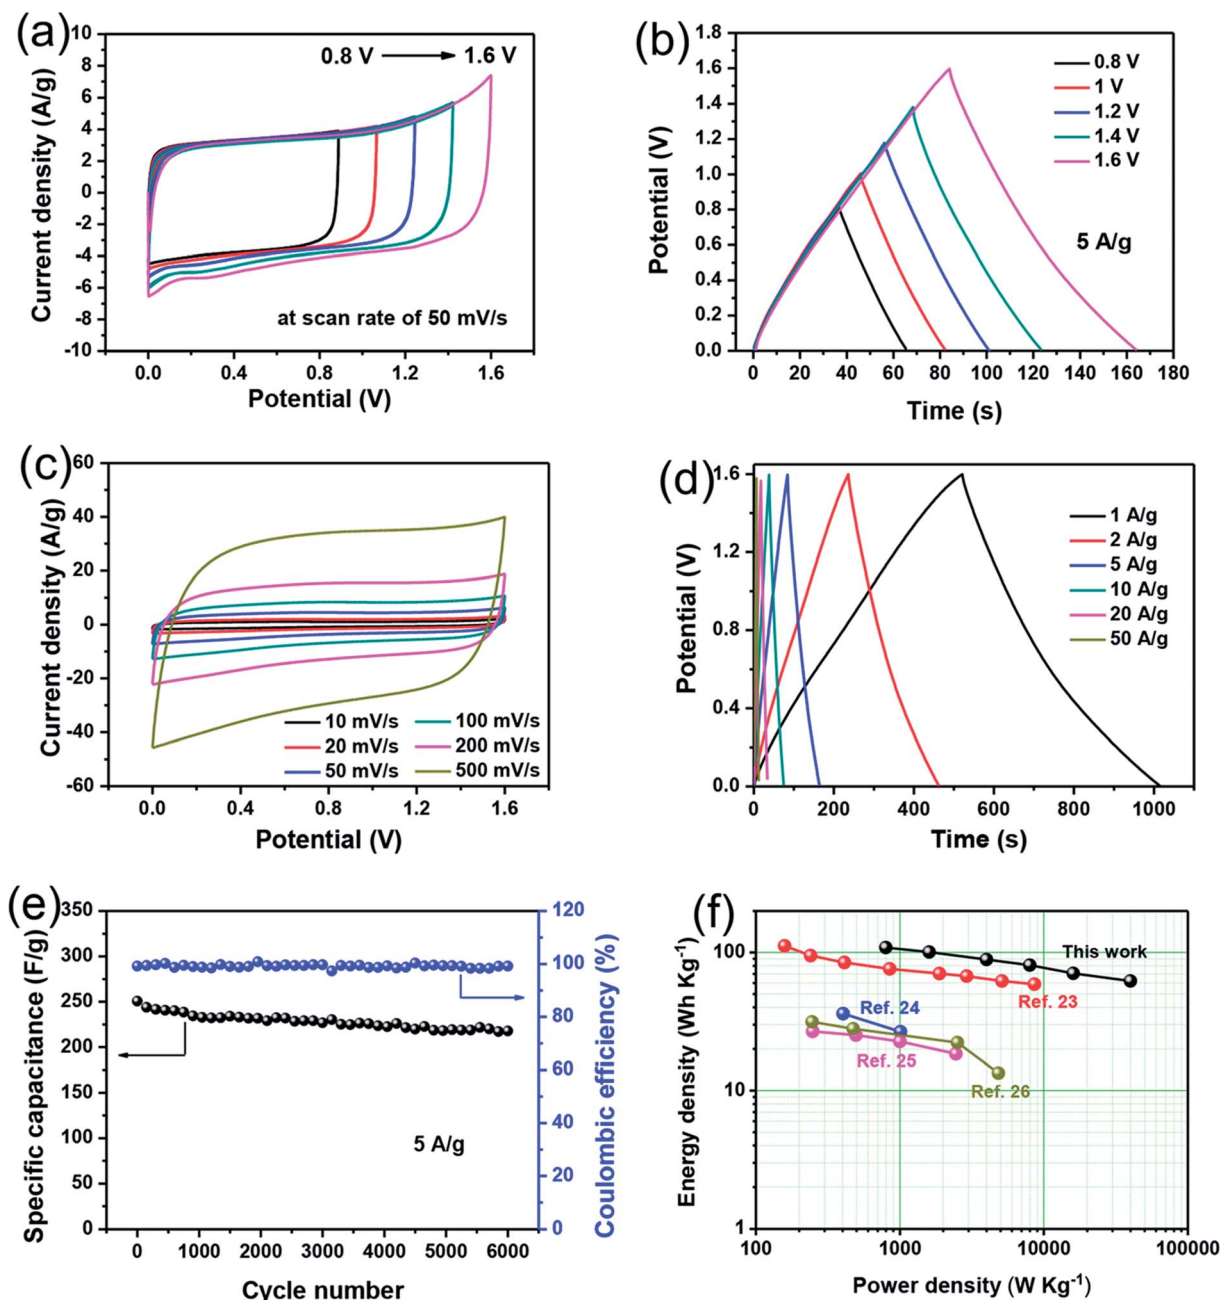 (a)
10
8
6
4
2
0
-2
-4
-6
-8
-10
Current density (A/g)
0.8 V
1.6 V
at scan rate of 50 mV/s
0.0
0.4
0.8
1.2
1.6
Potential (V)
(b)
1.8
1.6
1.4
1.2
1.0
0.8
0.6
0.4
0.2
0.0
Potential (V)
0.8 V
1 V
1.2 V
1.4 V
1.6 V
5 A/g
0
20
40
60
80
100
120
140
160
180
Time (s)
(c)
60
40
20
0
-20
-40
-60
Current density (A/g)
10 mV/s
100 mV/s
20 mV/s
200 mV/s
50 mV/s
500 mV/s
0.0
0.4
0.8
1.2
1.6
Potential (V)
(d)
1.6
1.2
0.8
0.4
0.0
Potential (V)
1 A/g
2 A/g
5 A/g
10 A/g
20 A/g
50 A/g
0
200
400
600
800
1000
Time (s)
(e)
350
300
250
200
150
100
50
0
Specific capacitance (F/g)
5 A/g
120
100
80
60
40
20
0
Coulombic efficiency (%)
0
1000
2000
3000
4000
5000
6000
Cycle number
(f)
100
10
1
Energy density (Wh Kg⁻¹)
This work
Ref. 23
Ref. 24
Ref. 25
Ref. 26
100
1000
10000
100000
Power density (W Kg⁻¹)